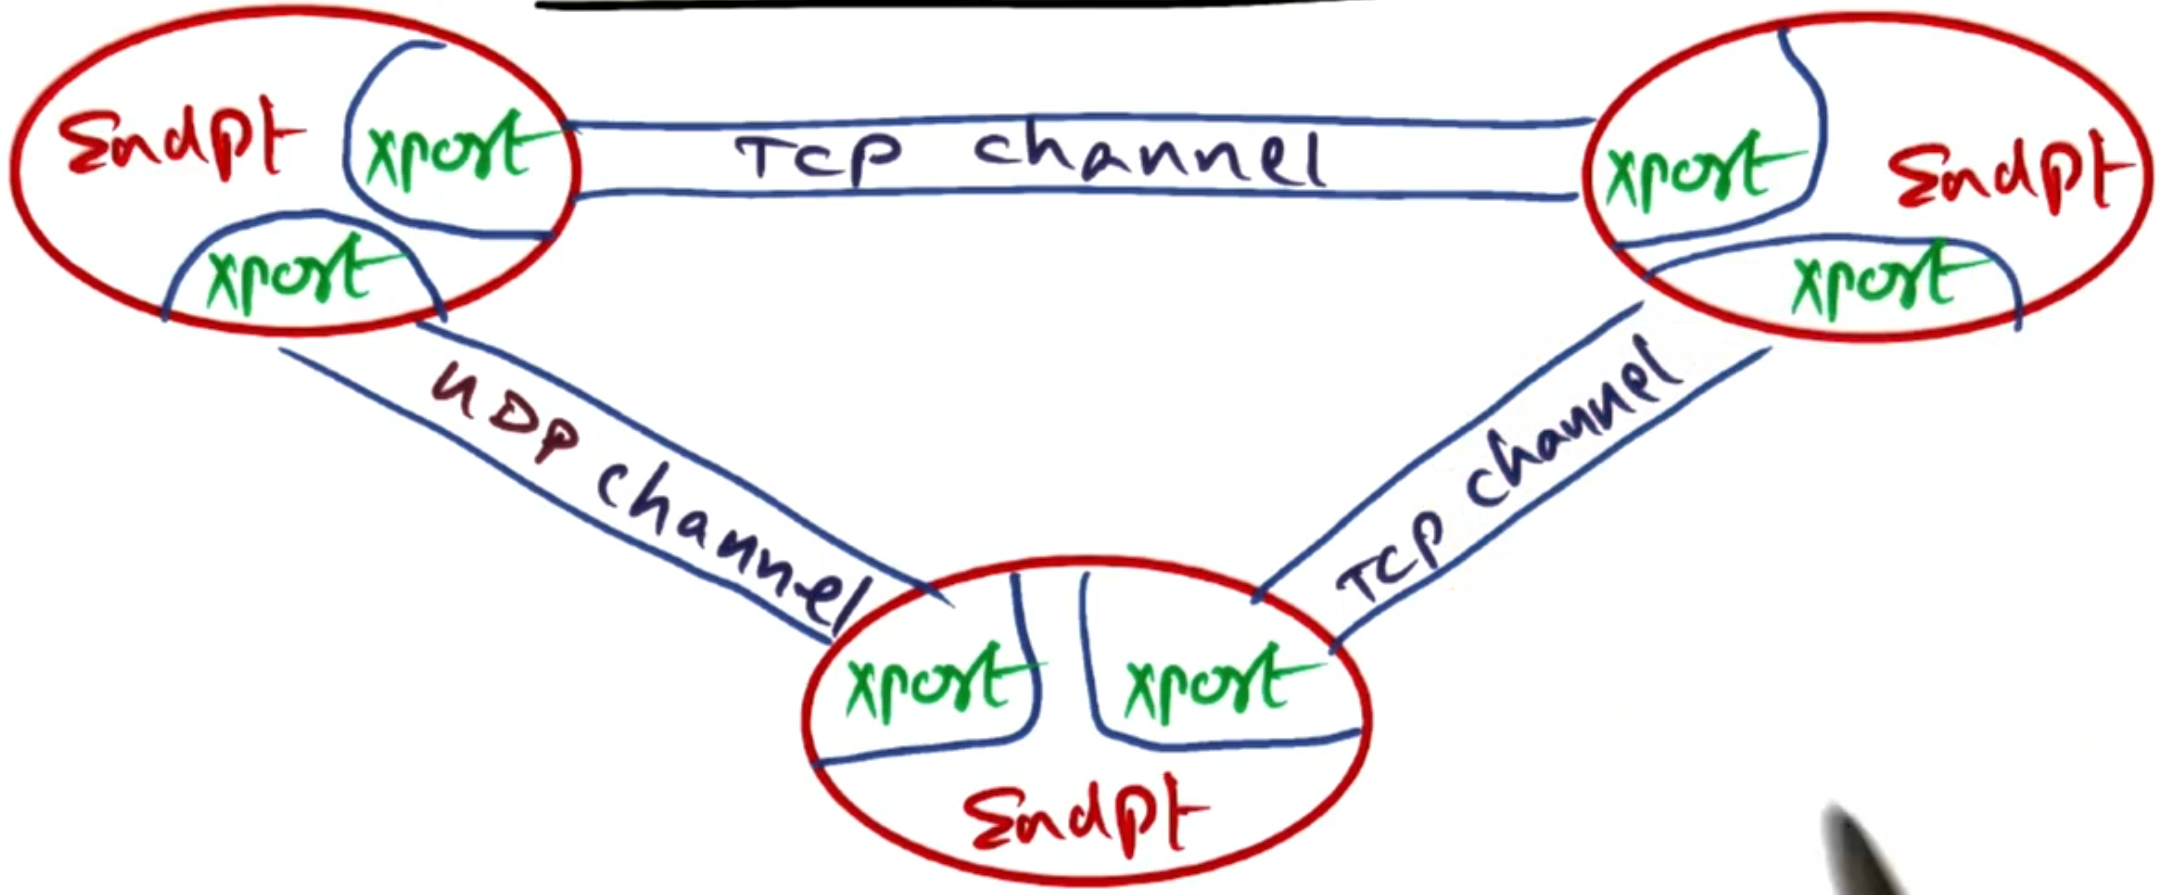 Endpt xport
xport
TCP channel
xport Endpt
xport
UDP channel
TCP channel
xport xport
Endpt